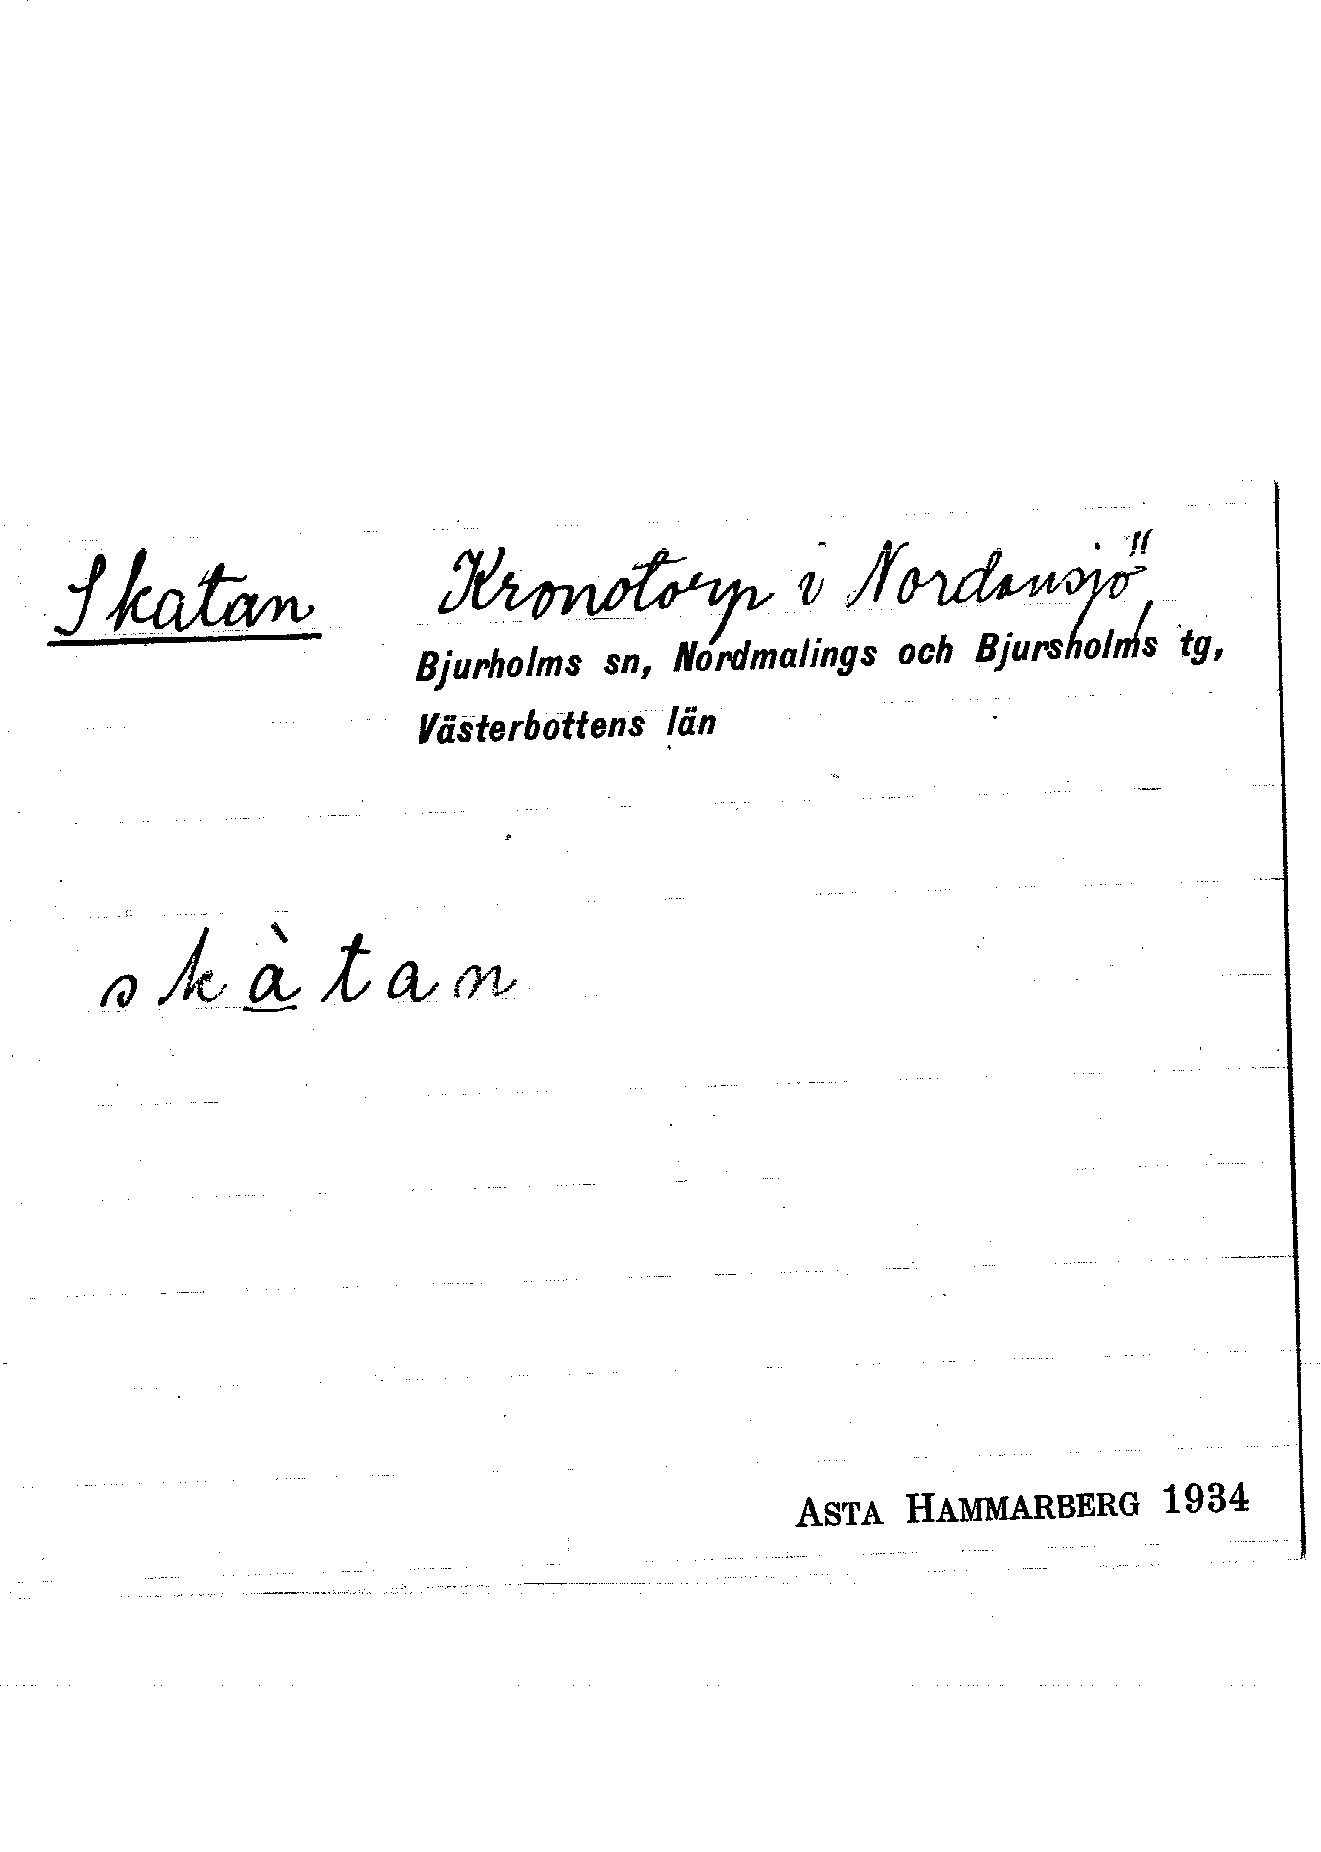 Skatan Kronotorp i Nordansjö,
Bjurholms sn, Nordmalings och Bjursholms tg,
Västerbottens län
skàtan
ASTA HAMMARBERG 1934